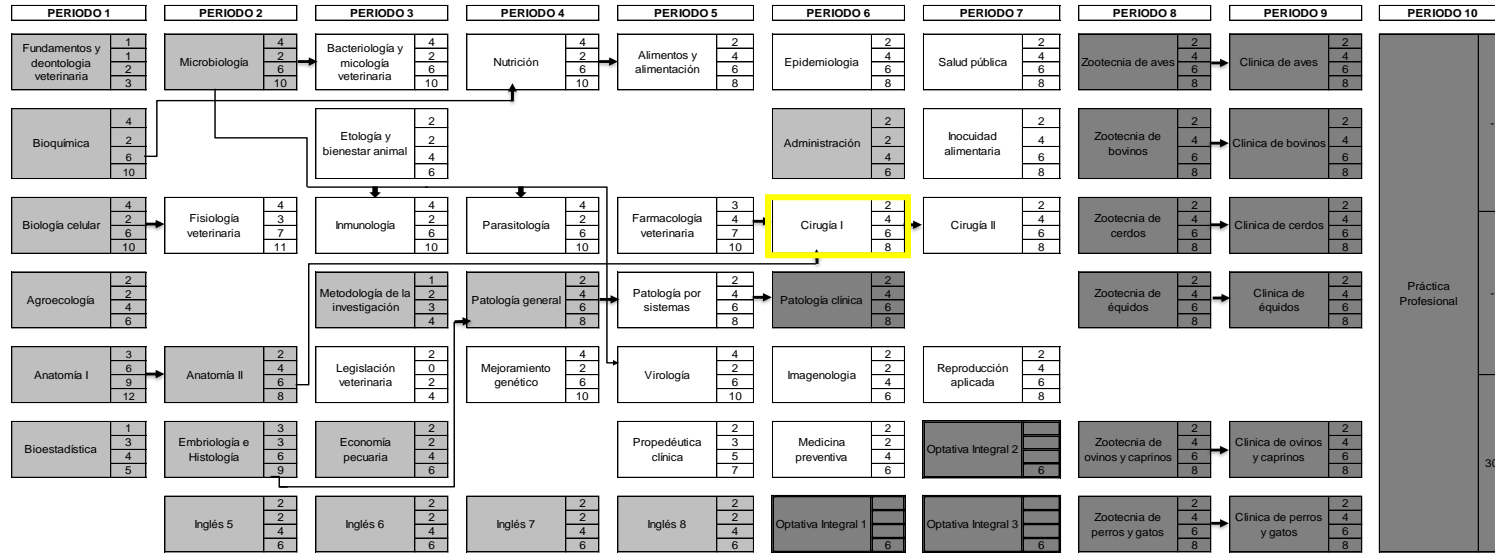 PERIODO 1
PERIODO 2
PERIODO 3
PERIODO 4
PERIODO 5
PERIODO 6
PERIODO 7
PERIODO 8
PERIODO 9
PERIODO 10
Fundamentos y
deontologia
veterinaria
1
1
2
3
Microbiología
4
2
6
10
Bacteriología y
micología
veterinaria
4
2
6
10
Nutrición
4
2
6
10
Alimentos y
alimentación
2
4
6
8
Epidemiologia
2
4
6
8
Salud pública
2
4
6
8
Zootecnia de aves
2
4
6
8
Clinica de aves
2
4
6
8
Bioquímica
4
2
6
10
Etología y
bienestar animal
2
2
4
6
Administración
2
2
4
6
Inocuidad
alimentaria
2
4
6
8
Zootecnia de
bovinos
2
4
6
8
Clinica de bovinos
2
4
6
8
Biología celular
4
2
6
10
Fisiología
veterinaria
4
3
7
11
Inmunología
4
2
6
10
Parasitología
4
2
6
10
Farmacología
veterinaria
3
4
7
10
Cirugía I
2
4
6
8
Cirugía II
2
4
6
8
Zootecnia de
cerdos
2
4
6
8
Clinica de cerdos
2
4
6
8
Agroecología
2
2
4
6
Metodología de la
investigación
1
2
3
4
Patología general
2
4
6
8
Patología por
sistemas
2
4
6
8
Patología clínica
2
4
6
8
Zootecnia de
équidos
2
4
6
8
Clinica de
équidos
2
4
6
8
Práctica
Profesional
-
-
30
Anatomía I
3
6
9
12
Anatomía II
2
4
6
8
Legislación
veterinaria
2
0
2
4
Mejoramiento
genético
4
2
6
10
Virología
4
2
6
10
Imagenologia
2
2
4
6
Reproducción
aplicada
2
4
6
8
Bioestadística
1
3
4
5
Embriología e
Histología
3
3
6
9
Economía
pecuaria
2
2
4
6
Propedéutica
clínica
2
3
5
7
Medicina
preventiva
2
2
4
6
Optativa Integral 2
6
Zootecnia de
ovinos y caprinos
2
4
6
8
Clinica de ovinos
y caprinos
2
4
6
8
Inglés 5
2
2
4
6
Inglés 6
2
2
4
6
Inglés 7
2
2
4
6
Inglés 8
2
2
4
6
Optativa Integral 1
6
Optativa Integral 3
6
Zootecnia de
perros y gatos
2
4
6
8
Clinica de perros
y gatos
2
4
6
8